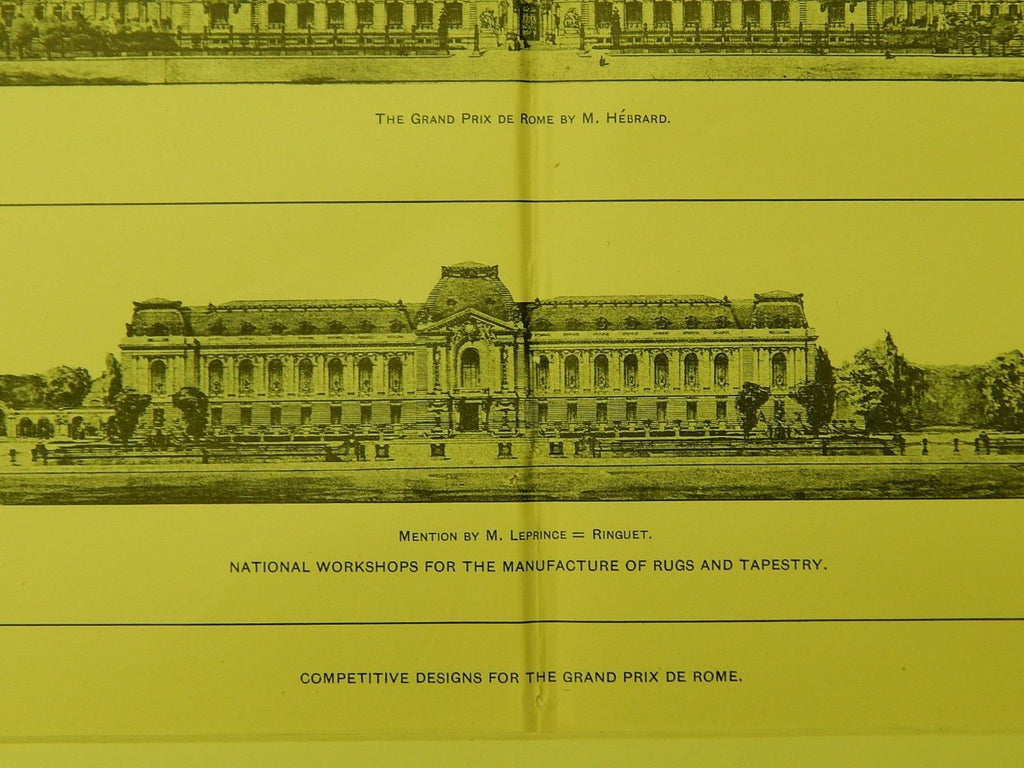 The Grand Prix de Rome by M. Hébrard.
Mention by M. Leprince = Ringuet.
NATIONAL WORKSHOPS FOR THE MANUFACTURE OF RUGS AND TAPESTRY.
COMPETITIVE DESIGNS FOR THE GRAND PRIX DE ROME.